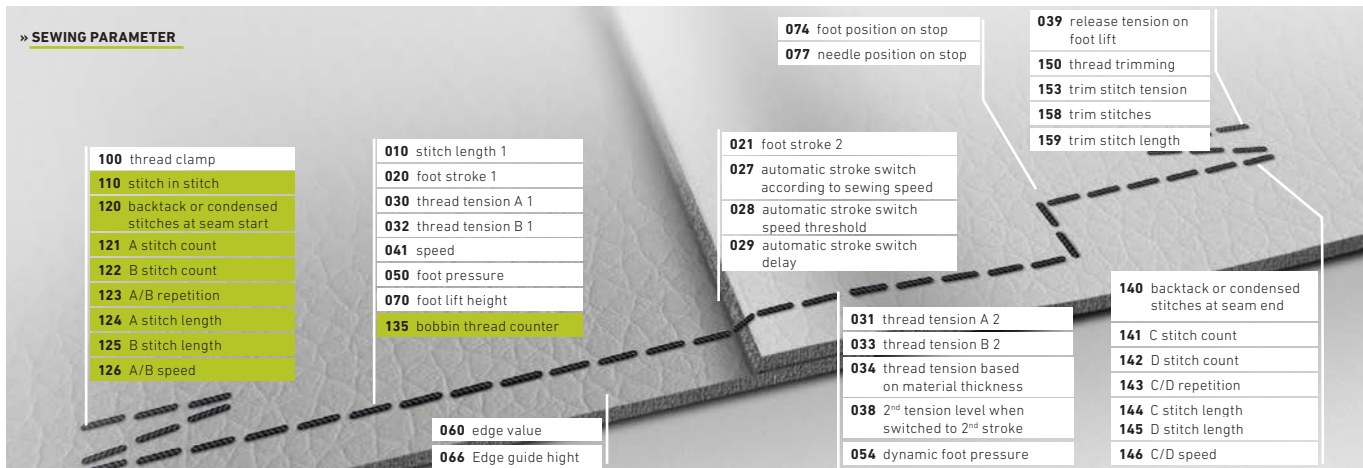 » SEWING PARAMETER
100 thread clamp
110 stitch in stitch
120 backtack or condensed
stitches at seam start
121 A stitch count
122 B stitch count
123 A/B repetition
124 A stitch length
125 B stitch length
126 A/B speed
010 stitch length 1
020 foot stroke 1
030 thread tension A 1
032 thread tension B 1
041 speed
050 foot pressure
070 foot lift height
135 bobbin thread counter
060 edge value
066 Edge guide hight
021 foot stroke 2
027 automatic stroke switch
according to sewing speed
028 automatic stroke switch
speed threshold
029 automatic stroke switch
delay
074 foot position on stop
077 needle position on stop
031 thread tension A 2
033 thread tension B 2
034 thread tension based
on material thickness
038 2nd tension level when
switched to 2nd stroke
054 dynamic foot pressure
039 release tension on
foot lift
150 thread trimming
153 trim stitch tension
158 trim stitches
159 trim stitch length
140 backtack or condensed
stitches at seam end
141 C stitch count
142 D stitch count
143 C/D repetition
144 C stitch length
145 D stitch length
146 C/D speed